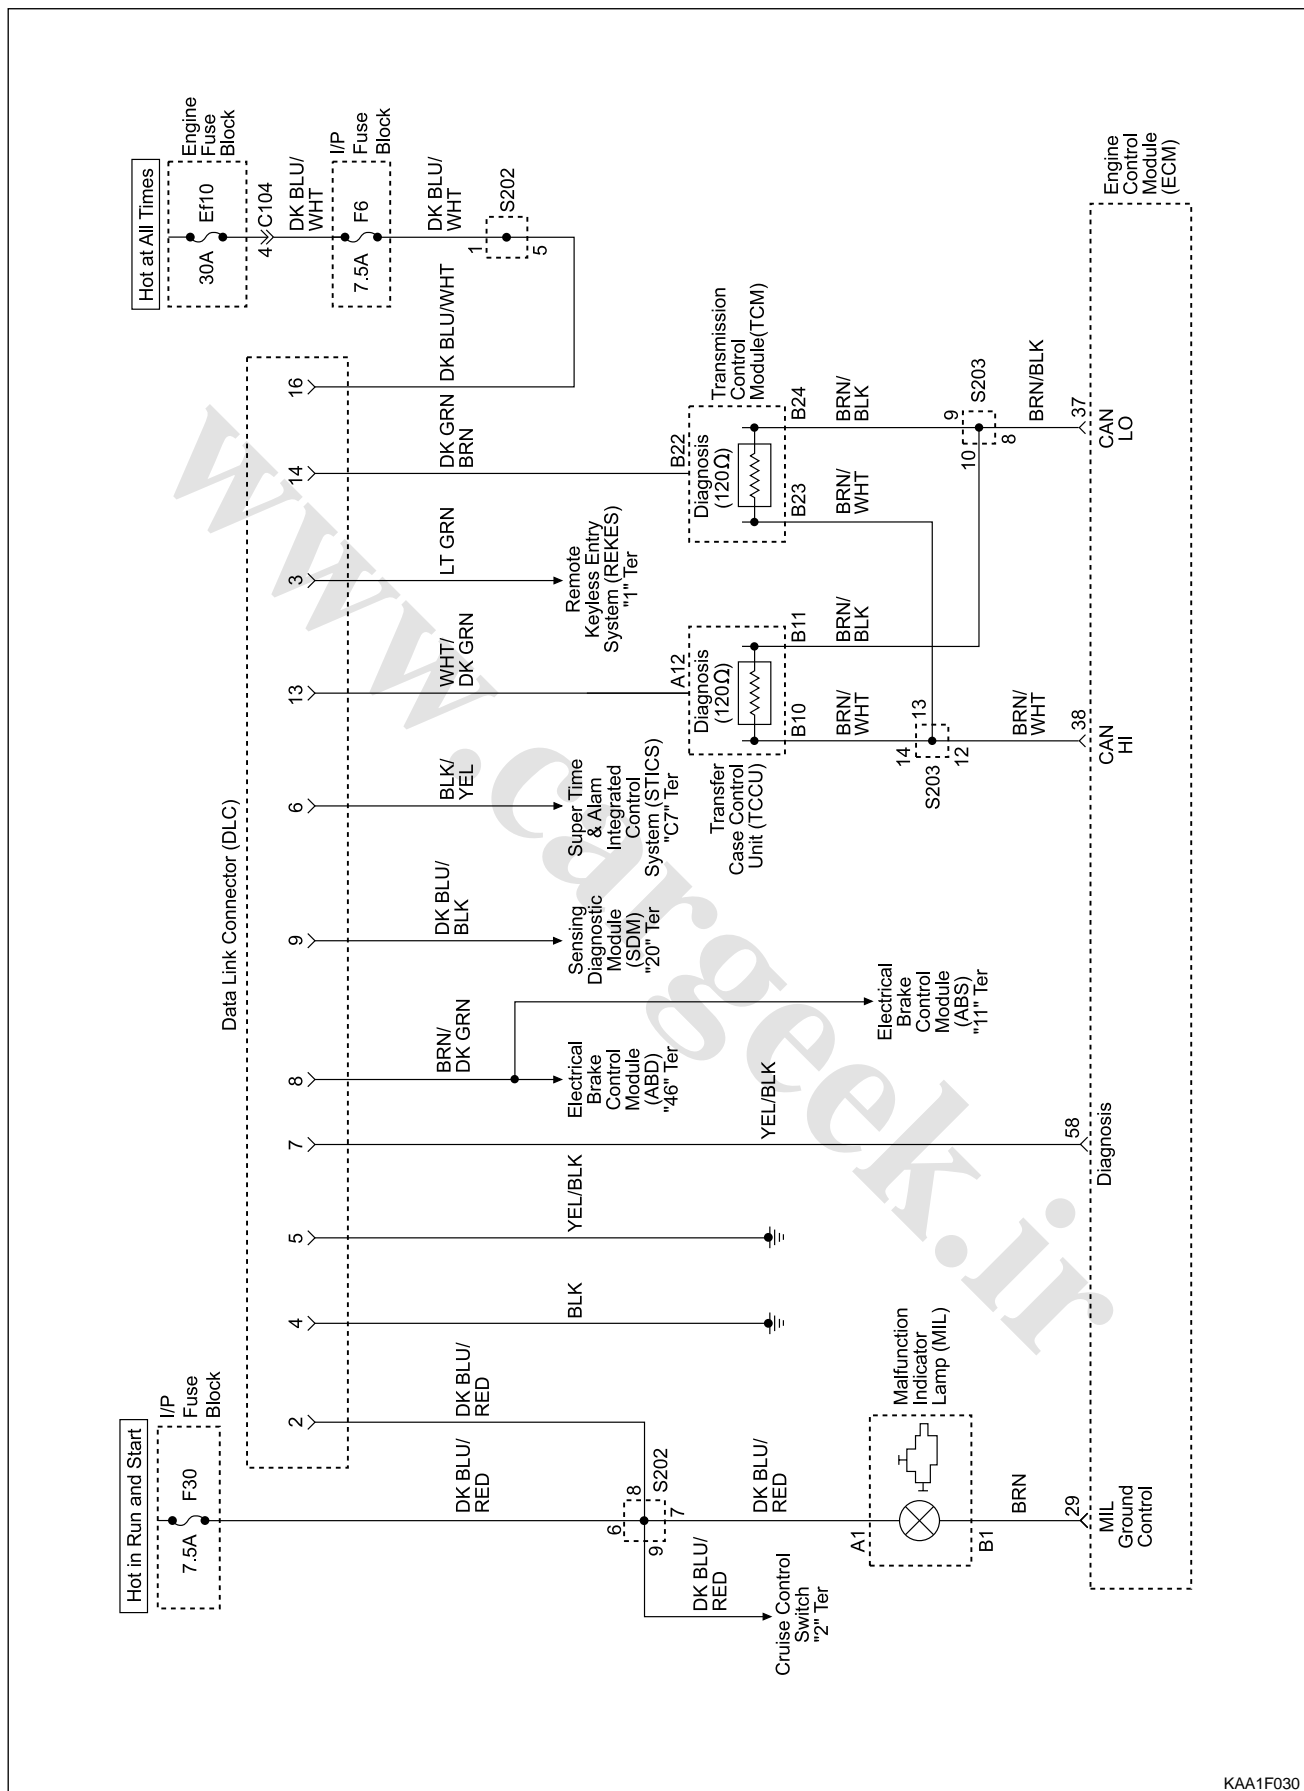 Hot in Run and Start
I/P
Fuse
Block
7.5A
F30
Hot at All Times
Engine
Fuse
Block
30A
Ef10
4
C104
DK BLU/
WHT
I/P
Fuse
Block
7.5A
F6
DK BLU/
WHT
1
S202
5
Data Link Connector (DLC)
2
4
5
7
8
9
6
13
3
14
16
DK BLU/
RED
DK BLU/
RED
BLK
YEL/BLK
YEL/BLK
BRN/
DK GRN
DK BLU/
BLK
BLK/
YEL
WHT/
DK GRN
LT GRN
DK GRN
BRN
DK BLU/WHT
6
8
S202
9
7
DK BLU/
RED
DK BLU/
RED
Cruise Control
Switch
"2" Ter
Electrical
Brake
Control
Module
(ABD)
"46" Ter
Electrical
Brake
Control
Module
(ABS)
"11" Ter
Sensing
Diagnostic
Module
(SDM)
"20" Ter
Super Time
& Alam
Integrated
Control
System (STICS)
"C7" Ter
Remote
Keyless Entry
System (REKES)
"1" Ter
A12
Diagnosis
(120Ω)
B10
B11
Transfer
Case Control
Unit (TCCU)
B22
Diagnosis
(120Ω)
B23
B24
Transmission
Control
Module(TCM)
BRN/
WHT
BRN/
BLK
BRN/
WHT
BRN/
BLK
14
13
S203
12
10
9
S203
8
BRN/
WHT
BRN/BLK
A1
Malfunction
Indicator
Lamp (MIL)
B1
BRN
29
MIL
Ground
Control
58
Diagnosis
38
CAN
HI
37
CAN
LO
Engine
Control
Module
(ECM)
www.cargeek.ir
KAA1F030